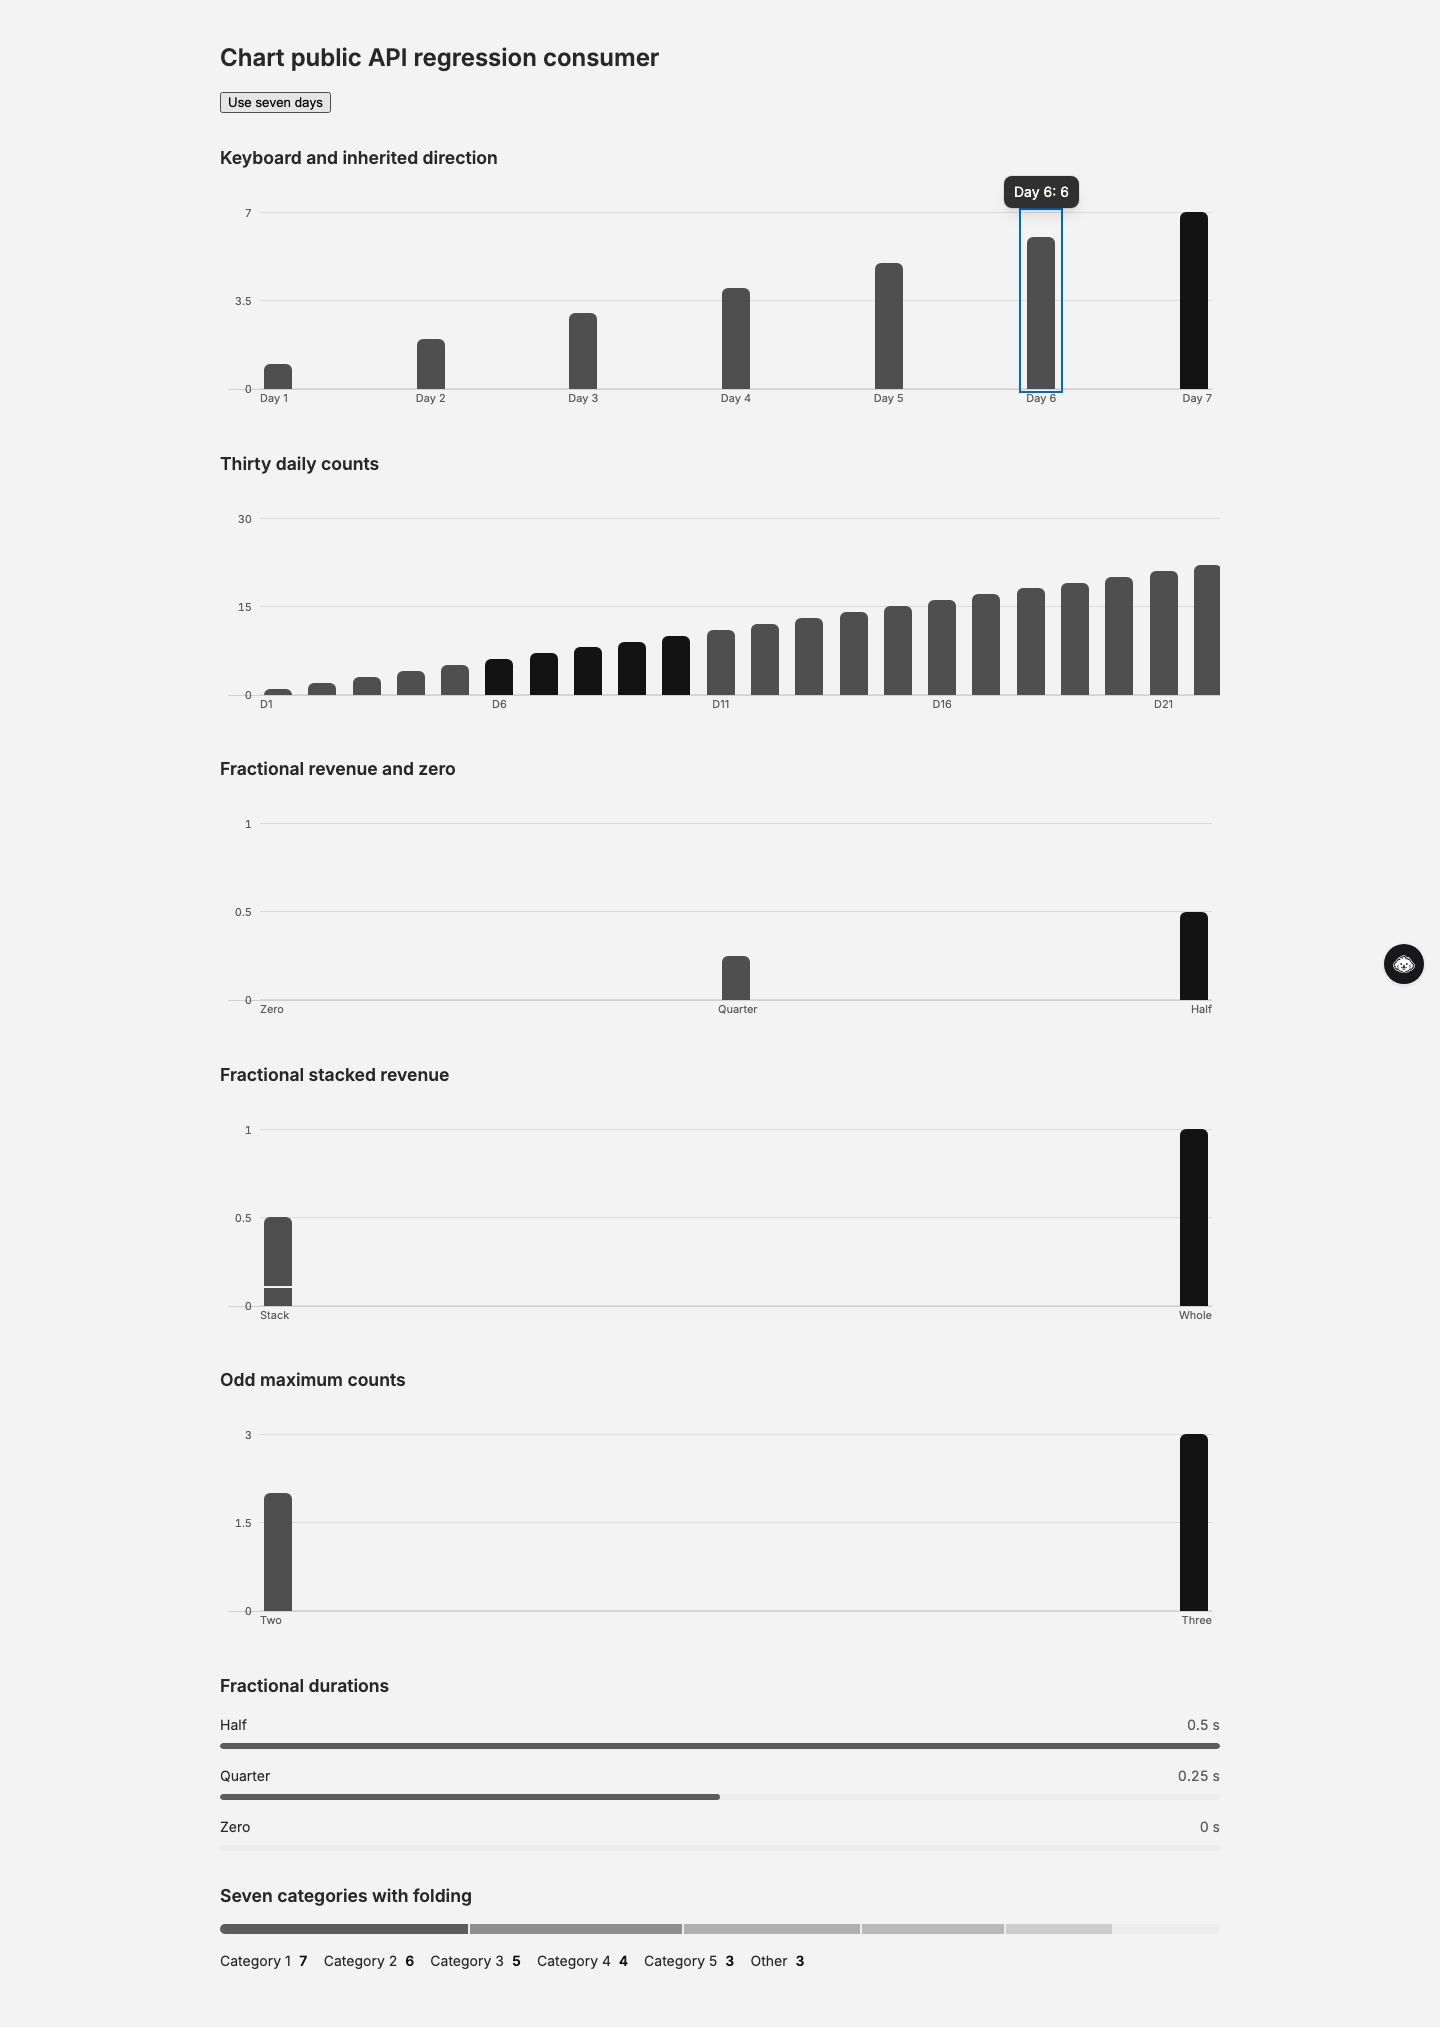 Chart public API regression consumer
Use seven days
Keyboard and inherited direction
Day 6: 6
7
3.5
0
Day 1 Day 2 Day 3 Day 4 Day 5 Day 6 Day 7
Thirty daily counts
30
15
0
D1 D6 D11 D16 D21
Fractional revenue and zero
1
0.5
0
Zero Quarter Half
Fractional stacked revenue
1
0.5
0
Stack Whole
Odd maximum counts
3
1.5
0
Two Three
Fractional durations
Half 0.5 s
Quarter 0.25 s
Zero 0 s
Seven categories with folding
Category 1 7 Category 2 6 Category 3 5 Category 4 4 Category 5 3 Other 3